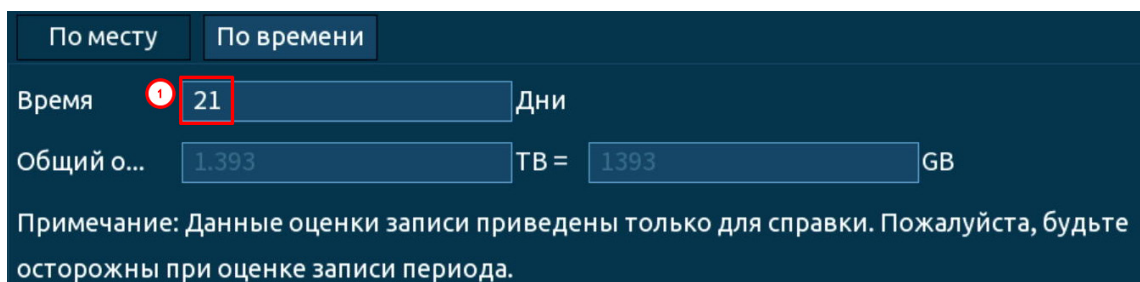 По месту По времени
Время 1 21 Дни
Общий о... 1.393 TB = 1393 GB
Примечание: Данные оценки записи приведены только для справки. Пожалуйста, будьте
осторожны при оценке записи периода.